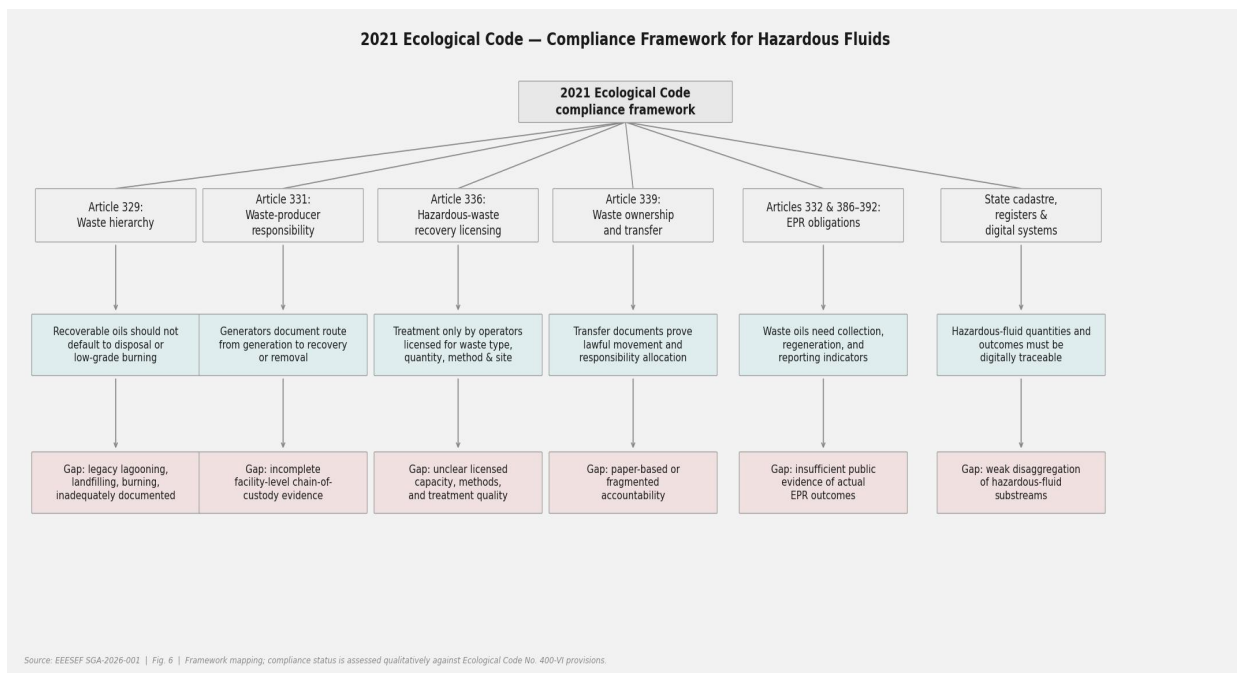 2021 Ecological Code — Compliance Framework for Hazardous Fluids
2021 Ecological Code
compliance framework
Article 329:
Waste hierarchy
Article 331:
Waste-producer
responsibility
Article 336:
Hazardous-waste
recovery licensing
Article 339:
Waste ownership
and transfer
Articles 332 & 386–392:
EPR obligations
State cadastre,
registers &
digital systems
Recoverable oils should not
default to disposal or
low-grade burning
Generators document route
from generation to recovery
or removal
Treatment only by operators
licensed for waste type,
quantity, method & site
Transfer documents prove
lawful movement and
responsibility allocation
Waste oils need collection,
regeneration, and
reporting indicators
Hazardous-fluid quantities and
outcomes must be
digitally traceable
Gap: legacy lagooning,
landfilling, burning,
inadequately documented
Gap: incomplete
facility-level chain-of-
custody evidence
Gap: unclear licensed
capacity, methods,
and treatment quality
Gap: paper-based or
fragmented
accountability
Gap: insufficient public
evidence of actual
EPR outcomes
Gap: weak disaggregation
of hazardous-fluid
substreams
Source: EEESEF SGA-2026-001 | Fig. 6 | Framework mapping; compliance status is assessed qualitatively against Ecological Code No. 400-VI provisions.